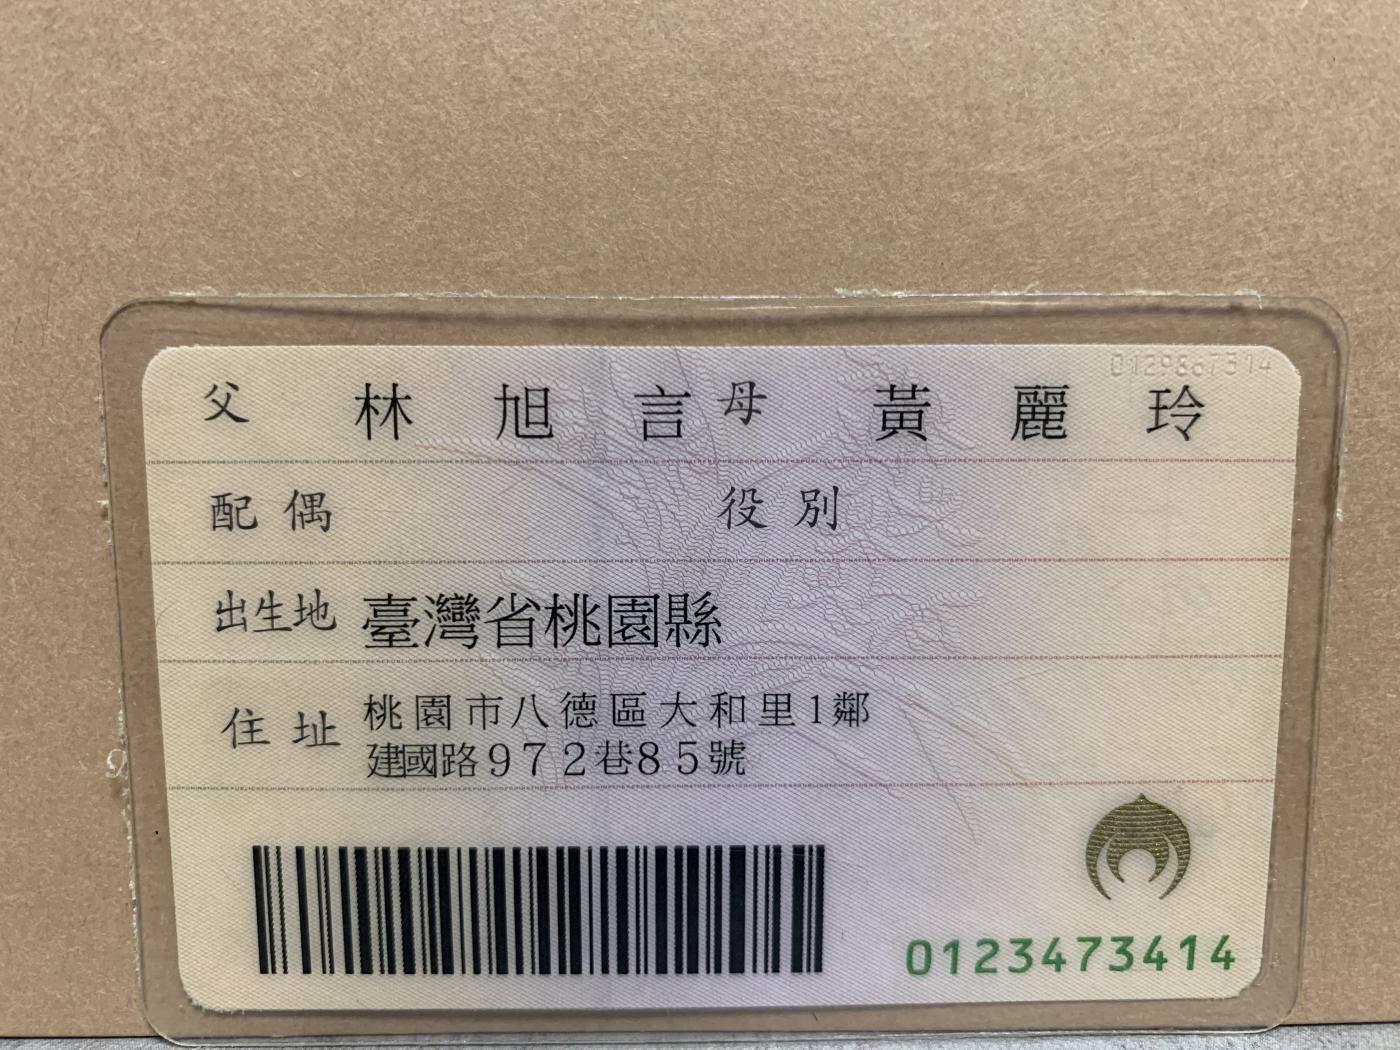 父 林旭言 母 黃麗玲
配偶 役別
出生地 臺灣省桃園縣
住址 桃園市八德區大和里1鄰
建國路972巷85號
0123473414